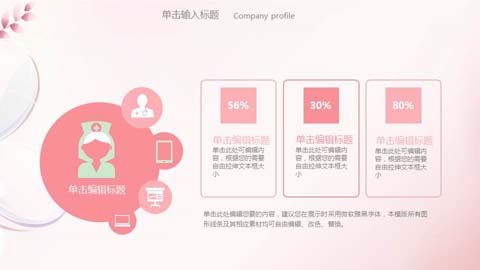 单击输入标题 Company profile
56%
30%
80%
单击编辑标题
单击此处可编辑内
容，根据您的需要
自由拉伸文本框大
小
单击编辑标题
单击此处可编辑内
容，根据您的需要
自由拉伸文本框大
小
单击编辑标题
单击此处可编辑内
容，根据您的需要
自由拉伸文本框大
小
单击编辑标题
单击此处编辑您要的内容，建议您在展示时采用微软雅黑字体，本模版所有图
形线条及其相应素材均可自由编辑、改色、替换。